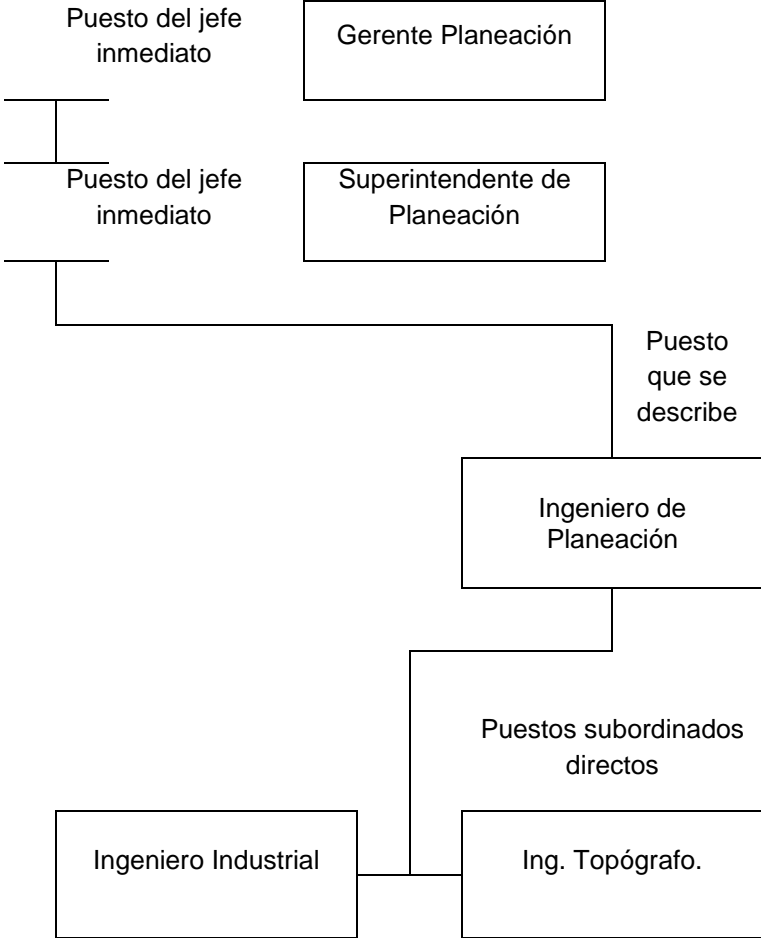 Puesto del jefe
inmediato
Gerente Planeación
Puesto del jefe
inmediato
Superintendente de
Planeación
Puesto
que se
describe
Ingeniero de
Planeación
Puestos subordinados
directos
Ingeniero Industrial
Ing. Topógrafo.